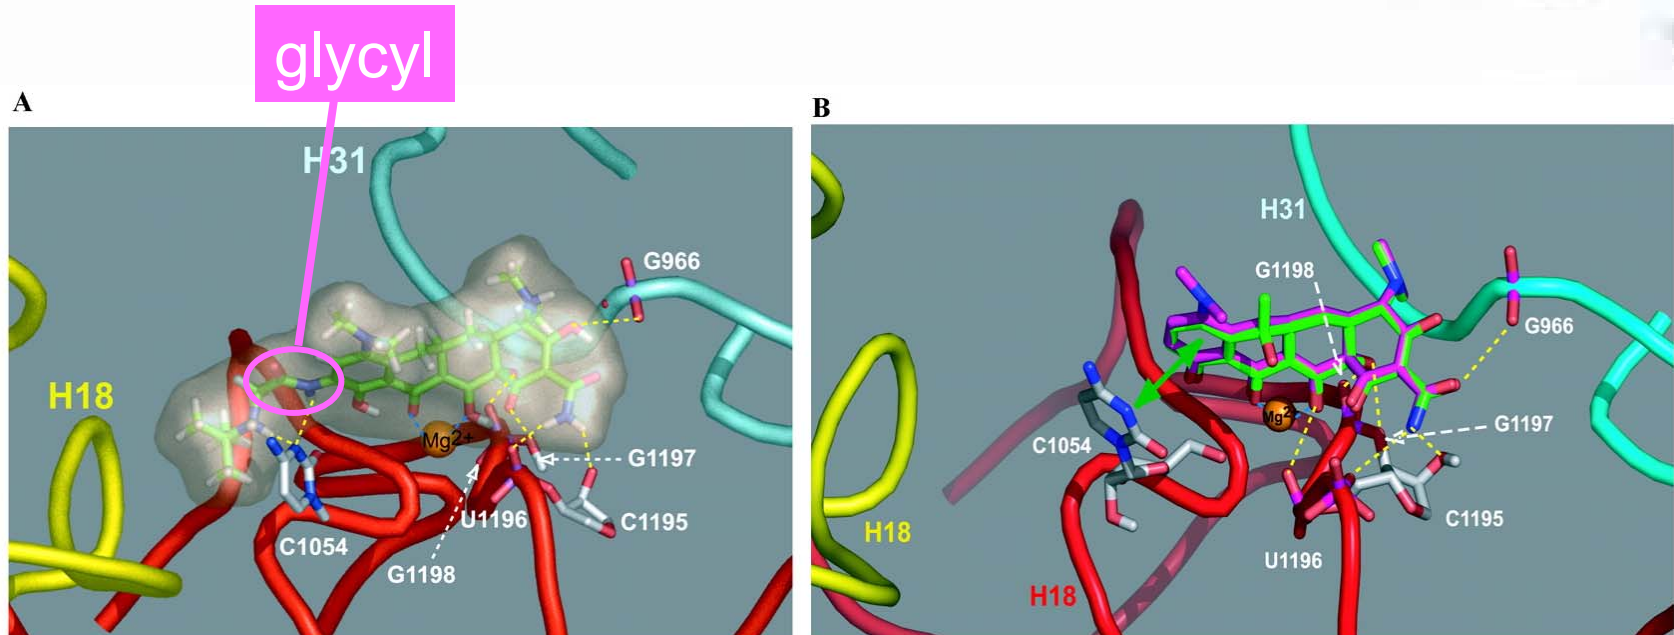 glycyl
A
H31
G966
H18
Mg2+
G1197
U1196
C1195
C1054
G1198
B
H31
G1198
G966
Mg2+
C1054
G1197
C1195
H18
U1196
H18